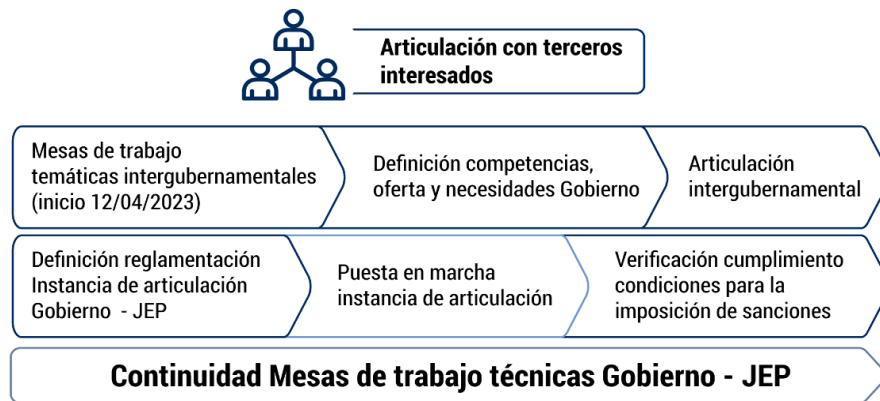 Articulación con terceros
interesados
Mesas de trabajo
temáticas intergubernamentales
(inicio 12/04/2023)
Definición competencias,
oferta y necesidades Gobierno
Articulación
intergubernamental
Definición reglamentación
Instancia de articulación
Gobierno - JEP
Puesta en marcha
instancia de articulación
Verificación cumplimiento
condiciones para la
imposición de sanciones
Continuidad Mesas de trabajo técnicas Gobierno - JEP